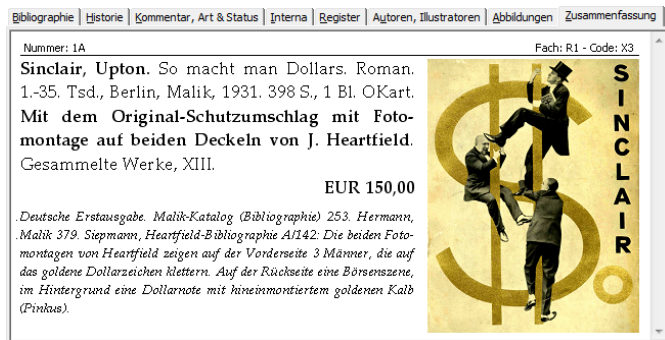 Bibliographie Historie Kommentar, Art & Status Interna Register Autoren, Illustratoren Abbildungen Zusammenfassung
Nummer: 1A Fach: R1 - Code: X3
Sinclair, Upton. So macht man Dollars. Roman.
1.-35. Tsd., Berlin, Malik, 1931. 398 S., 1 Bl. OKart.
Mit dem Original-Schutzumschlag mit Foto-
montage auf beiden Deckeln von J. Heartfield.
Gesammelte Werke, XIII.
EUR 150,00
.Deutsche Erstausgabe. Malik-Katalog (Bibliographie) 253. Hermann,
.Malik 379. Siepmann, Heartfield-Bibliographie A/142: Die beiden Foto-
montagen von Heartfield zeigen auf der Vorderseite 3 Männer, die auf
das goldene Dollarzeichen klettern. Auf der Rückseite eine Börsenszene,
im Hintergrund eine Dollarnote mit hineinmontiertem goldenen Kalb
(Pinkus).
SINCLAIR
$